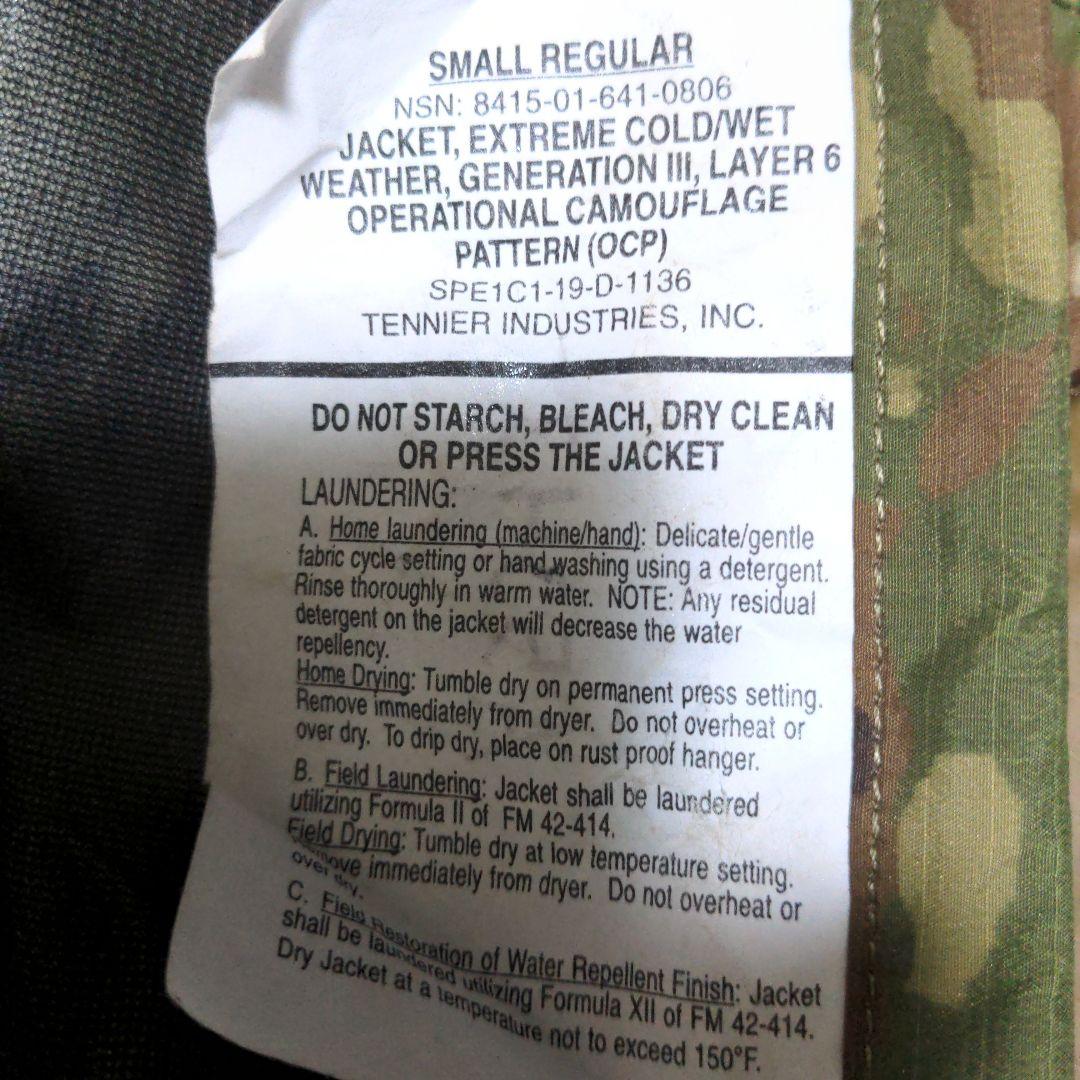 SMALL REGULAR
NSN: 8415-01-641-0806
JACKET, EXTREME COLD/WET
WEATHER, GENERATION III, LAYER 6
OPERATIONAL CAMOUFLAGE
PATTERN (OCP)
SPE1C1-19-D-1136
TENNIER INDUSTRIES, INC.
DO NOT STARCH, BLEACH, DRY CLEAN
OR PRESS THE JACKET
LAUNDERING:
A. Home laundering (machine/hand): Delicate/gentle
fabric cycle setting or hand washing using a detergent.
Rinse thoroughly in warm water. NOTE: Any residual
detergent on the jacket will decrease the water
repellency.
Home Drying: Tumble dry on permanent press setting.
Remove immediately from dryer. Do not overheat or
over dry. To drip dry, place on rust proof hanger.
B. Field Laundering: Jacket shall be laundered
utilizing Formula II of FM 42-414.
Field Drying: Tumble dry at low temperature setting.
Remove immediately from dryer. Do not overheat or
over dry.
C. Field Restoration of Water Repellent Finish: Jacket
shall be laundered utilizing Formula XII of FM 42-414.
Dry Jacket at a temperature not to exceed 150°F.